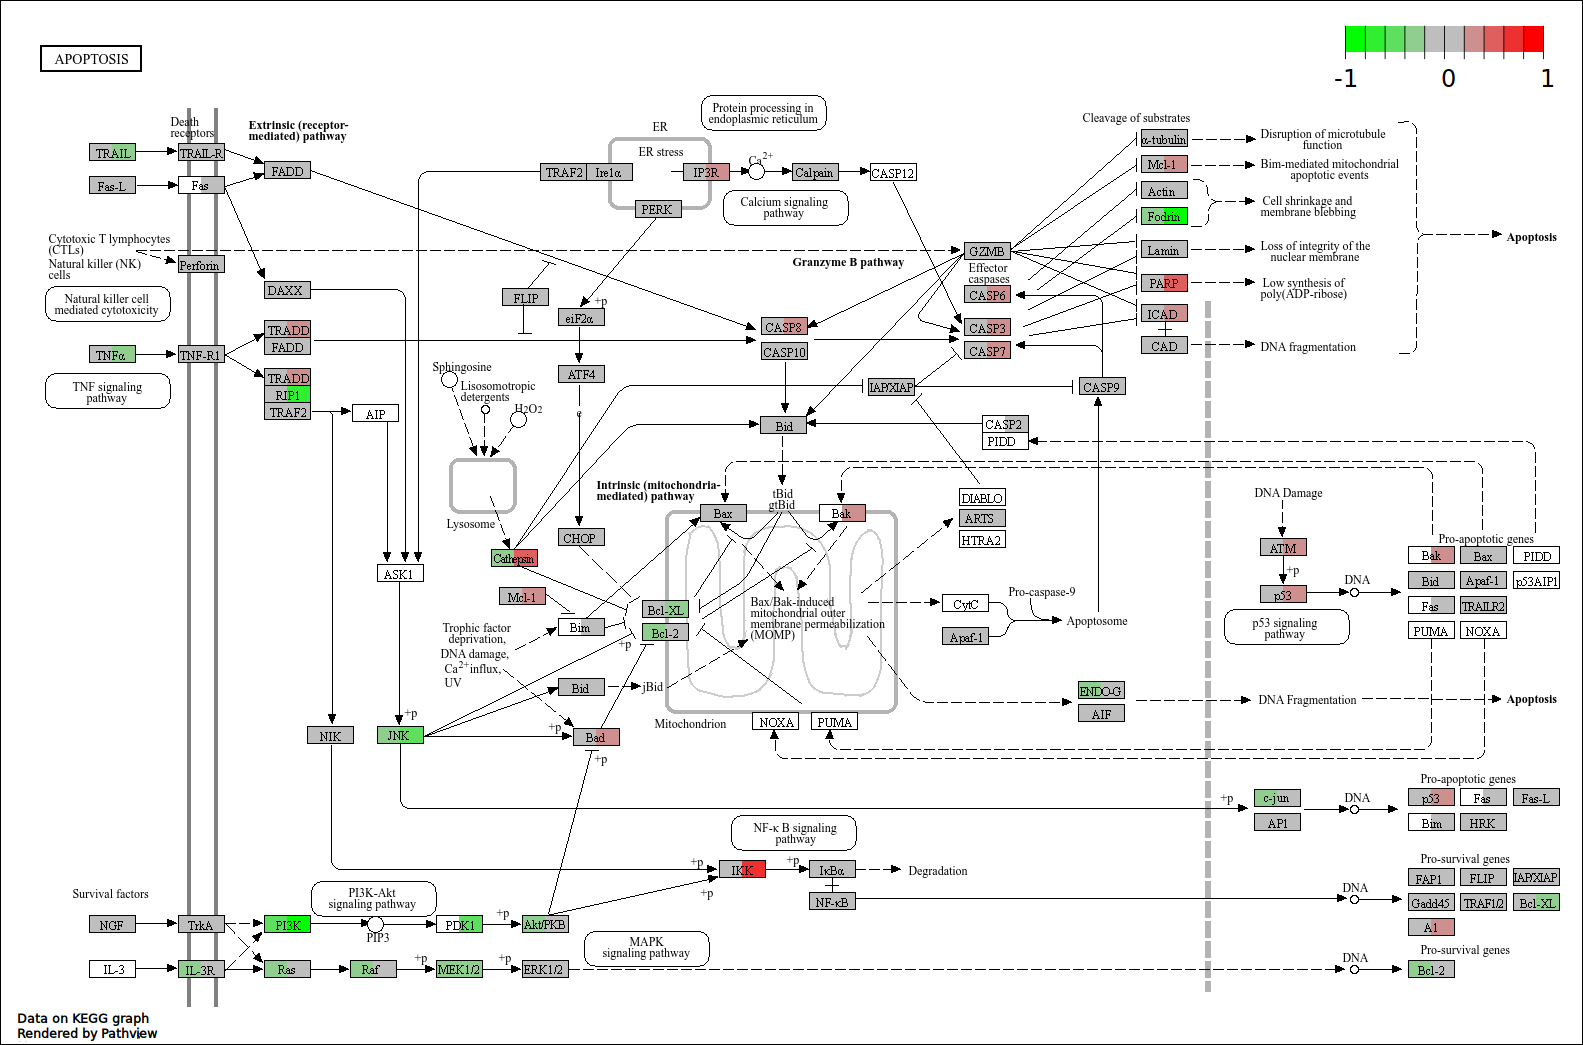 APOPTOSIS
-1
0
1
Death
receptors
Extrinsic (receptor-
mediated) pathway
TRAIL
TRAIL-R
FADD
Fas-L
Fas
Cytotoxic T lymphocytes
(CTLs)
Natural killer (NK)
cells
Perforin
Natural killer cell
mediated cytotoxicity
DAXX
TRADD
FADD
TNFα
TNF-R1
TRADD
RIP1
TRAF2
TNF signaling
pathway
AIP
ER
Protein processing in
endoplasmic reticulum
ER stress
TRAF2
Ire1α
IP3R
Ca2+
Calpain
CASP12
PERK
Calcium signaling
pathway
Granzyme B pathway
GZMB
Effector
caspases
CASP6
CASP3
CASP7
FLIP
+p
eiF2α
CASP8
CASP10
ATF4
e
Sphingosine
Lisosomotropic
detergents
H2O2
Lysosome
IAP/XIAP
CASP9
Bid
CASP2
PIDD
Cleavage of substrates
α-tubulin
Disruption of microtubule
function
Mcl-1
Bim-mediated mitochondrial
apoptotic events
Actin
Fodrin
Cell shrinkage and
membrane blebbing
Lamin
Loss of integrity of the
nuclear membrane
PARP
Low synthesis of
poly(ADP-ribose)
ICAD
CAD
DNA fragmentation
Apoptosis
Intrinsic (mitochondria-
mediated) pathway
tBid
gtBid
Bax
Bak
DIABLO
ARTS
HTRA2
CHOP
Cathepsin
ASK1
Mcl-1
Bim
Bcl-XL
Bcl-2
+p
Trophic factor
deprivation,
DNA damage,
Ca2+influx,
UV
Bax/Bak-induced
mitochondrial outer
membrane permeabilization
(MOMP)
CytC
Pro-caspase-9
Apaf-1
Apoptosome
Bid
jBid
Mitochondrion
NOXA
PUMA
+p
Bad
+p
ENDO-G
AIF
DNA Fragmentation
Apoptosis
DNA Damage
ATM
+p
p53
DNA
p53 signaling
pathway
Pro-apoptotic genes
Bak
Bax
PIDD
Bid
Apaf-1
p53AIP1
Fas
TRAILR2
PUMA
NOXA
NIK
+p
JNK
+p
c-jun
AP1
DNA
Pro-apoptotic genes
p53
Fas
Fas-L
Bim
HRK
NF-κ B signaling
pathway
+p
IKK
+p
IκBα
Degradation
+p
NF-κB
DNA
Pro-survival genes
FAP1
FLIP
IAP/XIAP
Gadd45
TRAF1/2
Bcl-XL
A1
Survival factors
PI3K-Akt
signaling pathway
NGF
TrkA
PI3K
PIP3
PDK1
+p
Akt/PKB
MAPK
signaling pathway
IL-3
IL-3R
Ras
Raf
+p
MEK1/2
+p
ERK1/2
DNA
Pro-survival genes
Bcl-2
Data on KEGG graph
Rendered by Pathview